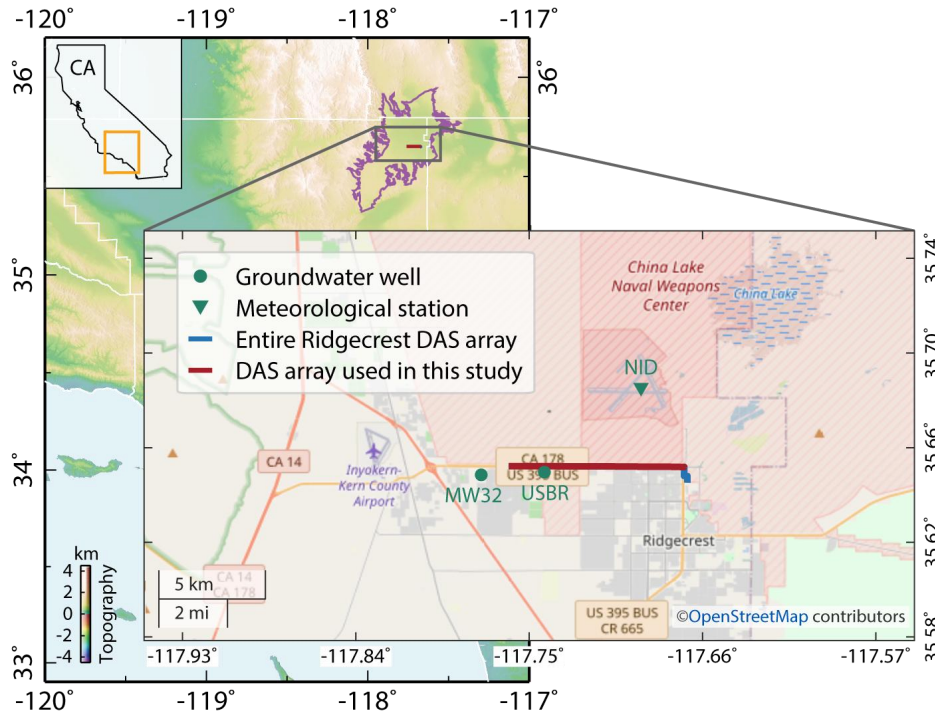 -120°
-119°
-118°
-117°
36°
36°
CA
35°
34°
33°
Groundwater well
Meteorological station
Entire Ridgecrest DAS array
DAS array used in this study
China Lake
Naval Weapons
Center
China Lake
NID
CA 14
Inyokern-
Kern County
Airport
CA 178
US 395 BUS
MW32
USBR
Ridgecrest
CA 14
CA 178
US 395 BUS
CR 665
5 km
2 mi
©OpenStreetMap contributors
km
4
2
0
-2
-4
Topography
35.74°
35.70°
35.66°
35.62°
35.58°
-117.93
-117.84
-117.75
-117.66
-117.57
-120°
-119°
-118°
-117°